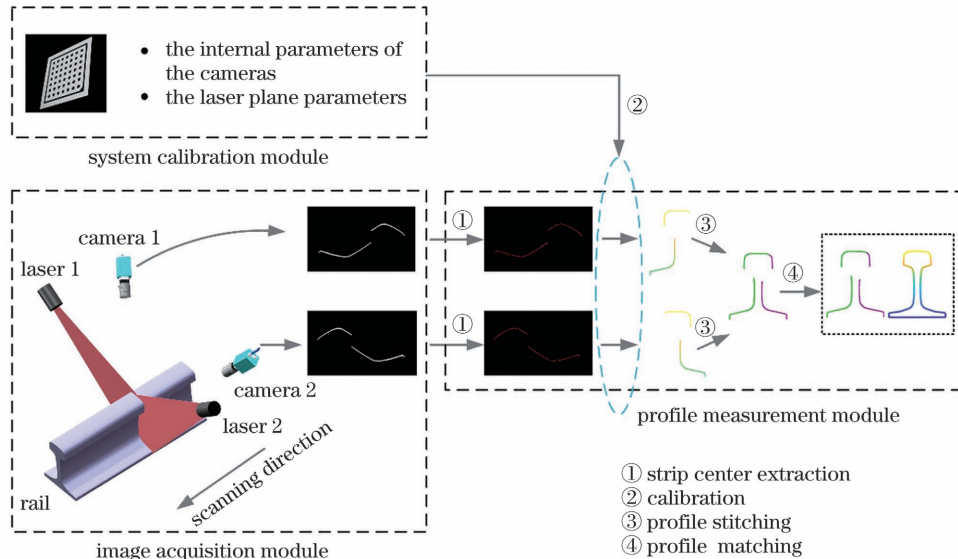 ● the internal parameters of
the cameras
● the laser plane parameters
②
system calibration module
camera 1
laser 1
①
③
④
①
③
camera 2
laser 2
rail
scanning direction
image acquisition module
profile measurement module
① strip center extraction
② calibration
③ profile stitching
④ profile matching